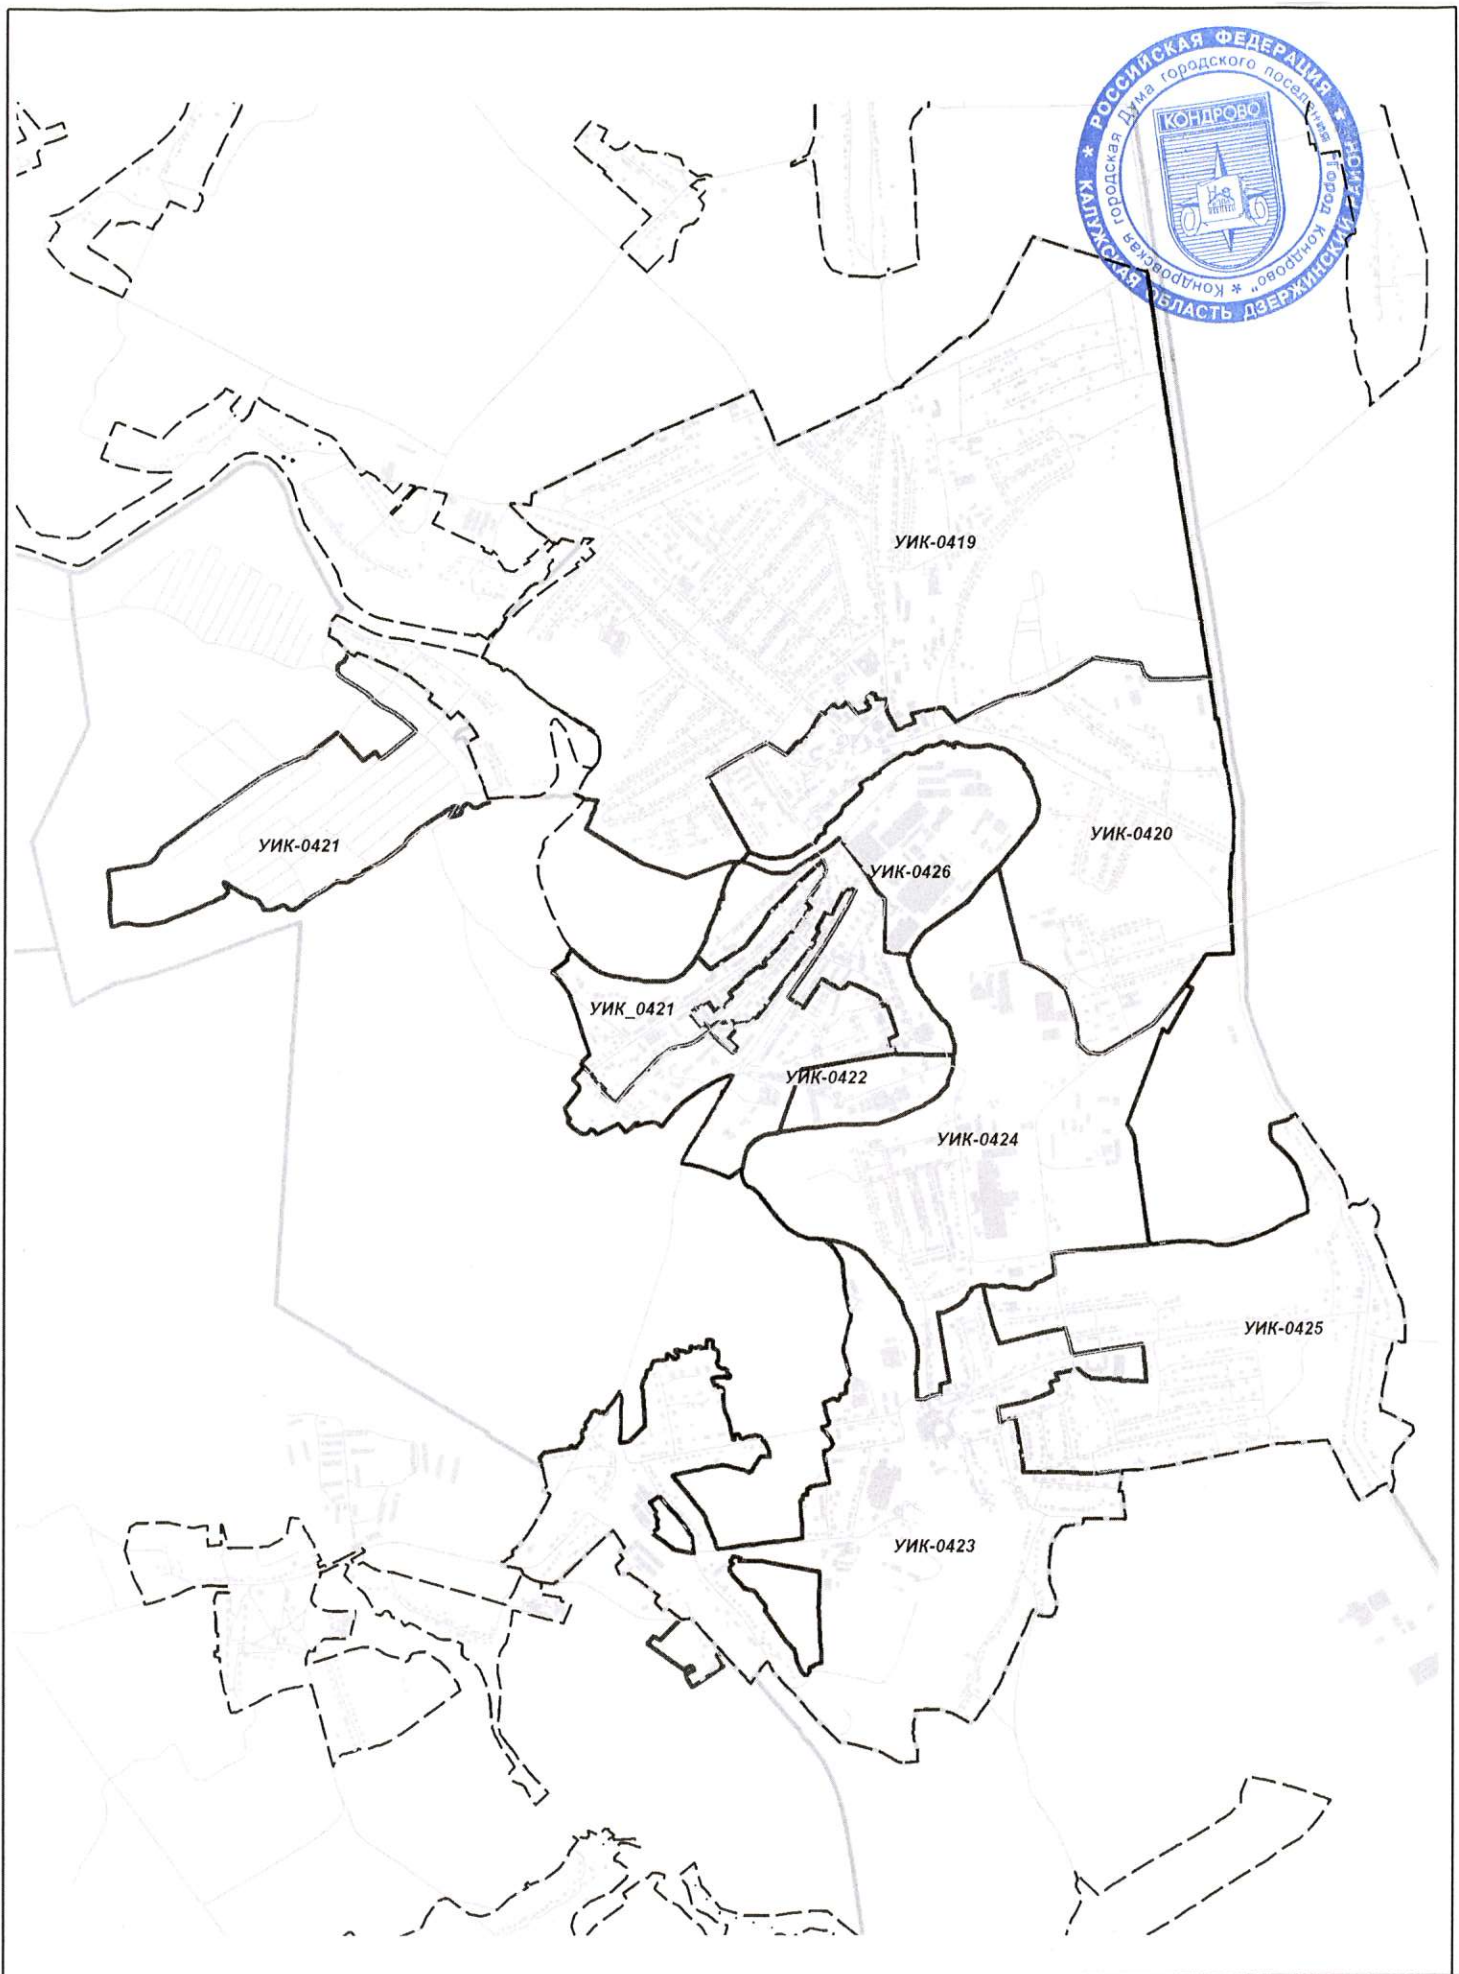 ★ РОССИЙСКАЯ ФЕДЕРАЦИЯ ★
КАЛУЖСКАЯ ОБЛАСТЬ ДЗЕРЖИНСКИЙ РАЙОН
Кондровская городская Дума городского поселения "Город Кондрово" ★
КОНДРОВО
УИК-0419
УИК-0420
УИК-0421
УИК-0426
УИК_0421
УИК-0422
УИК-0424
УИК-0425
УИК-0423